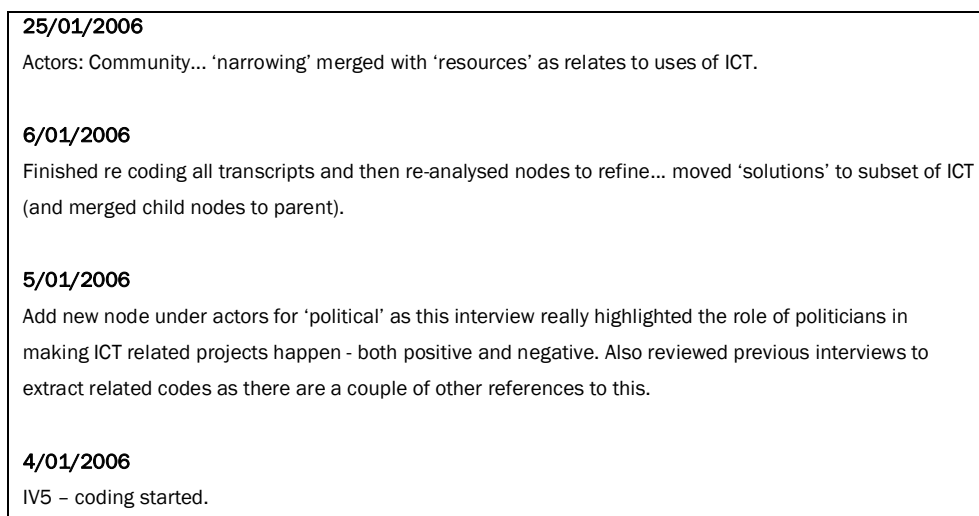 25/01/2006
Actors: Community... ‘narrowing’ merged with ‘resources’ as relates to uses of ICT.
6/01/2006
Finished re coding all transcripts and then re-analysed nodes to refine... moved ‘solutions’ to subset of ICT
(and merged child nodes to parent).
5/01/2006
Add new node under actors for ‘political’ as this interview really highlighted the role of politicians in
making ICT related projects happen - both positive and negative. Also reviewed previous interviews to
extract related codes as there are a couple of other references to this.
4/01/2006
IV5 – coding started.